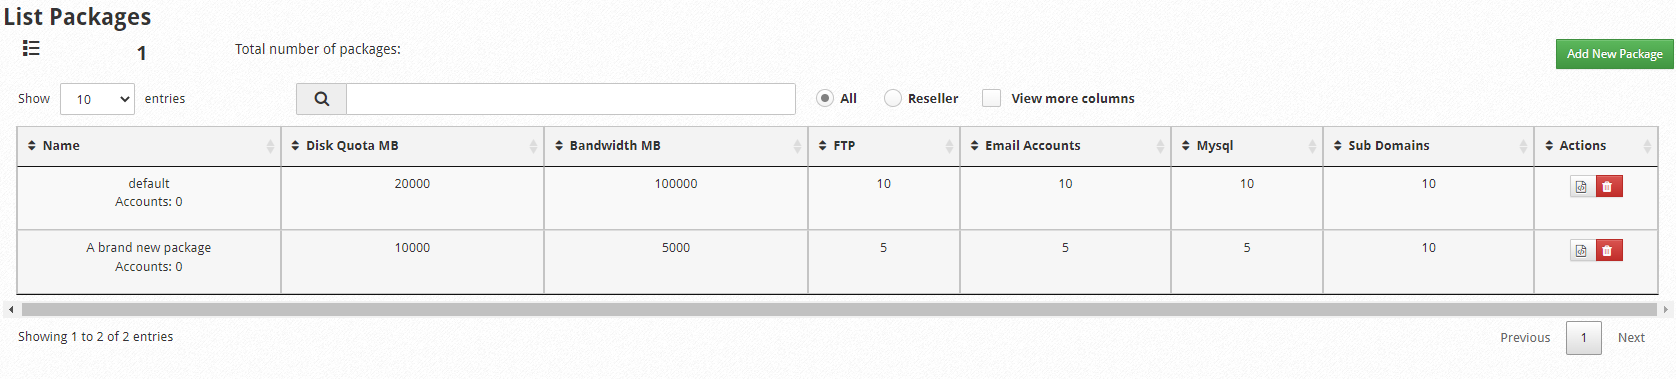 List Packages
1 Total number of packages:
Add New Package
Show 10 entries All Reseller View more columns
Name Disk Quota MB Bandwidth MB FTP Email Accounts Mysql Sub Domains Actions
default 20000 100000 10 10 10 10
Accounts: 0
A brand new package 10000 5000 5 5 5 10
Accounts: 0
Showing 1 to 2 of 2 entries Previous 1 Next